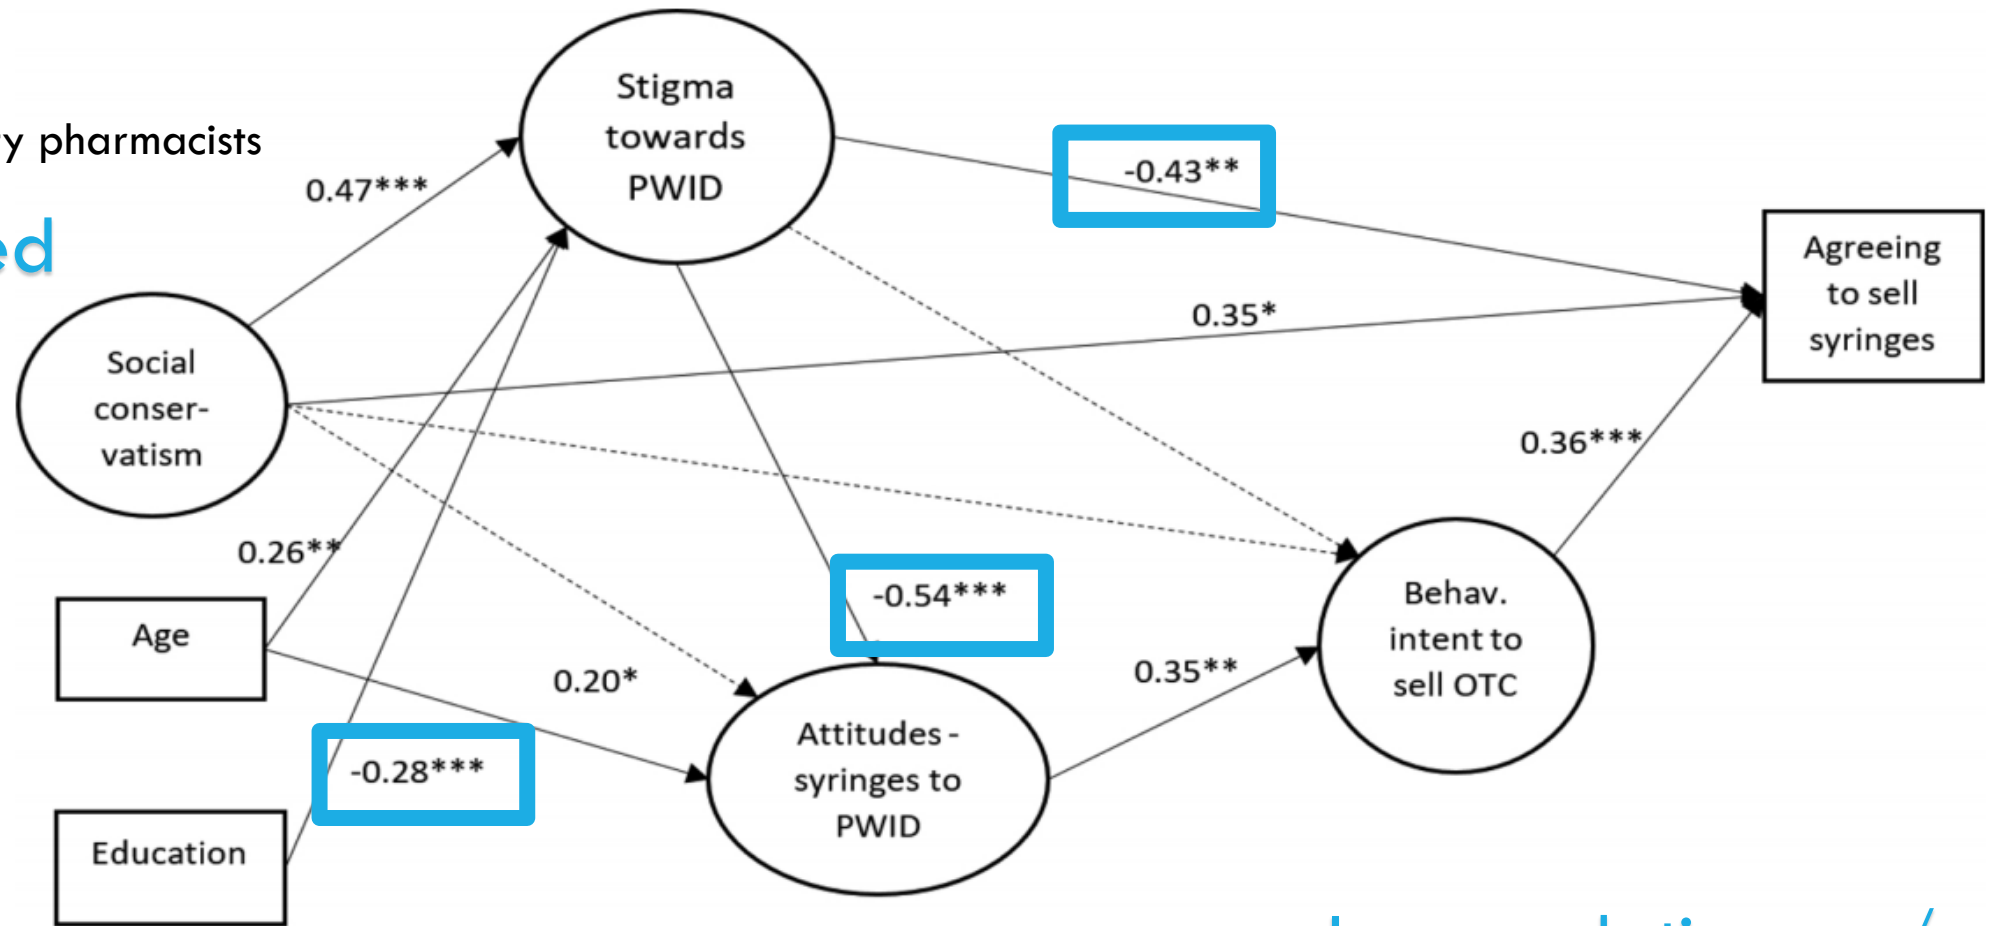 pharmacists
Stigma
towards
PWID
0.47***
-0.43**
Agreeing
to sell
syringes
0.35*
Social
conser-
vatism
0.36***
0.26**
-0.54***
Behav.
intent to
sell OTC
Age
0.20*
0.35**
Attitudes -
syringes to
PWID
-0.28***
Education